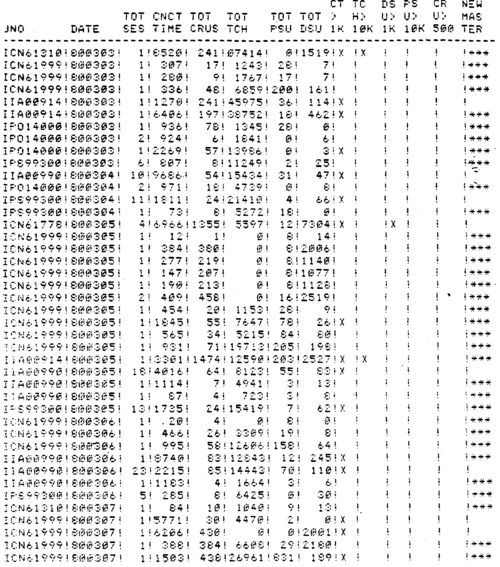 CT TC DS PS CR NEW
TOT CNCT TOT TOT TOT TOT > H> U> U> U> MAS
JNO DATE SES TIME CRUS TCH PSU DSU 1K 10K 1K 10K 500 TER
ICN61310!800303! 1!8520! 241!67414! 0!1519!X !X ! ! ! !***
ICN61999!800303! 1! 307! 17! 1243! 28! 7! ! ! ! ! !***
ICN61999!800303! 1! 280! 9! 1767! 17! 7! ! ! ! ! !***
ICN61999!800303! 1! 336! 48! 6859!200! 161! ! ! ! ! !***
IIA00914!800303! 1!1270! 241!45975! 36! 114!X ! ! ! ! !
IIA00914!800303! 1!6406! 197!38752! 18! 462!X ! ! ! ! !***
IPO14000!800303! 1! 936! 78! 1345! 28! 0! ! ! ! ! !***
IPO14000!800303! 2! 924! 6! 1841! 0! 6! ! ! ! ! !***
IPO14000!800303! 1!2269! 57!13986! 0! 3!X ! ! ! ! !***
IPS99300!800303! 6! 807! 8!11249! 2! 25! ! ! ! ! !***
IIA00990!800304! 10!9686! 54!15434! 31! 47!X ! ! ! ! !
IPO14000!800304! 2! 971! 18! 4739! 0! 8! ! ! ! ! !***
IPS99300!800304! 11!1811! 24!21410! 4! 66!X ! ! ! ! !
IPS99300!800304! 1! 73! 8! 5272! 18! 0! ! ! ! ! !***
ICN61778!800305! 4!6966!1355! 5597! 12!7304!X ! !X ! ! !
ICN61999!800305! 1! 12! 1! 0! 8! 14! ! ! ! ! !***
ICN61999!800305! 1! 384! 380! 0! 8!2006! ! ! ! ! !***
ICN61999!800305! 1! 277! 219! 0! 8!1140! ! ! ! ! !***
ICN61999!800305! 1! 147! 207! 0! 8!1077! ! ! ! ! !***
ICN61999!800305! 1! 190! 213! 0! 8!1128! ! ! ! ! !***
ICN61999!800305! 2! 409! 458! 0! 16!2519! ! ! ! ! !***
ICN61999!800305! 1! 454! 20! 1153! 28! 9! ! ! ! ! !***
ICN61999!800305! 1!1845! 55! 7647! 78! 26!X ! ! ! ! !***
ICN61999!800305! 1! 565! 34! 5215! 84! 80! ! ! ! ! !***
ICN61999!800305! 1! 931! 71!19713!205! 198! ! ! ! ! !***
IIA00914!800305! 1!3301!1474!12590!203!2527!X !X ! ! ! !***
IIA00990!800305! 18!4016! 64! 8123! 55! 83!X ! ! ! ! !
IIA00990!800305! 1!1114! 7! 4941! 3! 13! ! ! ! ! !***
IIA00990!800305! 1! 87! 4! 723! 3! 8! ! ! ! ! !***
IPS99300!800305! 13!1735! 24!15419! 7! 62!X ! ! ! ! !
ICN61999!800306! 1! 20! 4! 0! 8! 0! ! ! ! ! !***
ICN61999!800306! 1! 466! 26! 3309! 19! 8! ! ! ! ! !***
ICN61999!800306! 1! 995! 58!12606!158! 64! ! ! ! ! !***
IIA00990!800306! 1!8740! 83!12843! 12! 245!X ! ! ! ! !***
IIA00990!800306! 23!2215! 85!14443! 70! 110!X ! ! ! ! !
IIA00990!800306! 1!1183! 4! 1664! 3! 6! ! ! ! ! !***
IPS99300!800306! 5! 285! 8! 6425! 0! 30! ! ! ! ! !***
ICN61310!800307! 1! 84! 10! 1040! 9! 13! ! ! ! ! !***
ICN61999!800307! 1!5771! 30! 4470! 2! 0!X ! ! ! ! !
ICN61999!800307! 1!6206! 430! 0! 0!2001!X ! ! ! ! !
ICN61999!800307! 1! 388! 384! 6608! 29!2180! ! ! ! ! !***
ICN61999!800307! 1!1503! 438!26961!831! 189!X ! ! ! ! !***